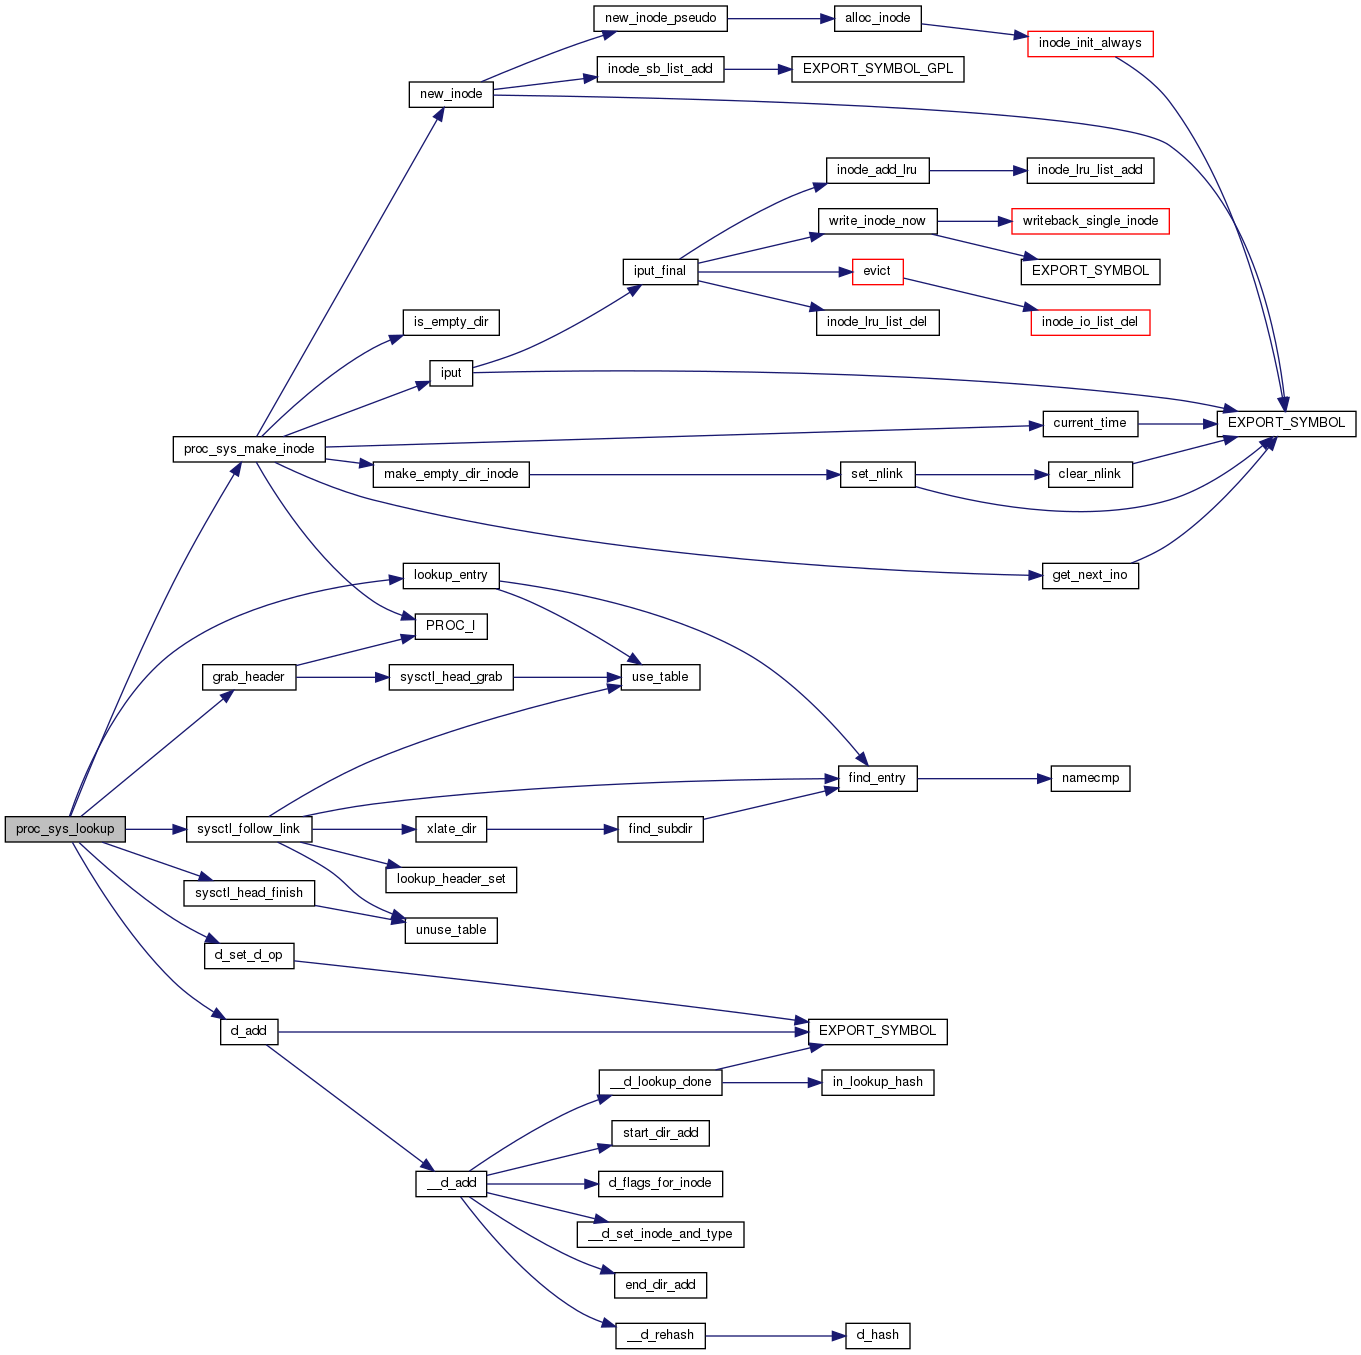 new_inode_pseudo
alloc_inode
inode_init_always
inode_sb_list_add
EXPORT_SYMBOL_GPL
new_inode
inode_add_lru
inode_lru_list_add
write_inode_now
writeback_single_inode
iput_final
evict
EXPORT_SYMBOL
is_empty_dir
inode_lru_list_del
inode_io_list_del
iput
current_time
EXPORT_SYMBOL
proc_sys_make_inode
make_empty_dir_inode
set_nlink
clear_nlink
lookup_entry
get_next_ino
PROC_I
grab_header
sysctl_head_grab
use_table
find_entry
namecmp
proc_sys_lookup
sysctl_follow_link
xlate_dir
find_subdir
lookup_header_set
sysctl_head_finish
unuse_table
d_set_d_op
d_add
EXPORT_SYMBOL
__d_lookup_done
in_lookup_hash
start_dir_add
__d_add
d_flags_for_inode
__d_set_inode_and_type
end_dir_add
__d_rehash
d_hash